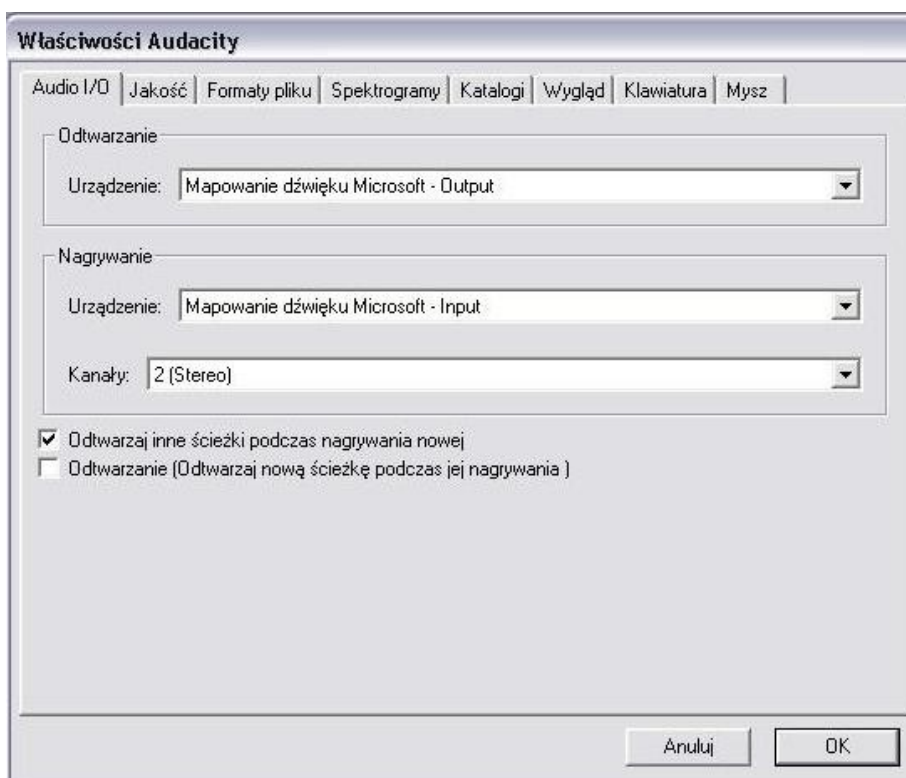 Właściwości Audacity
Audio I/O Jakość Formaty pliku Spektrogramy Katalogi Wygląd Klawiatura Mysz
Odtwarzanie
Urządzenie: Mapowanie dźwięku Microsoft - Output
Nagrywanie
Urządzenie: Mapowanie dźwięku Microsoft - Input
Kanały: 2 (Stereo)
Odtwarzaj inne ścieżki podczas nagrywania nowej
Odtwarzanie (Odtwarzaj nową ścieżkę podczas jej nagrywania )
Anuluj OK